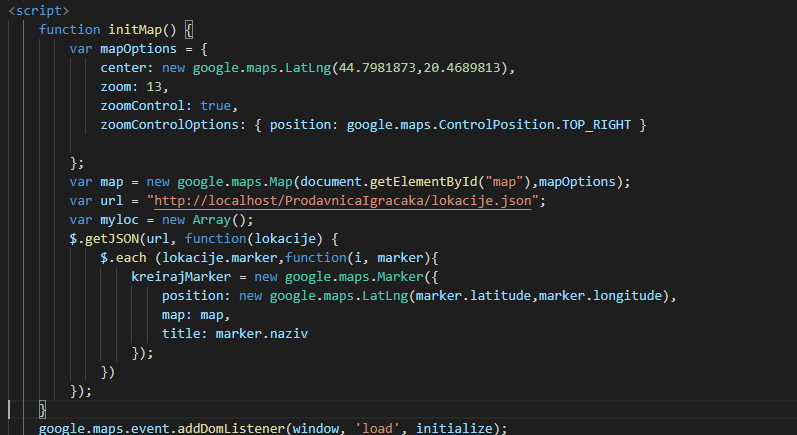 <script>
function initMap() {
var mapOptions = {
center: new google.maps.LatLng(44.7981873,20.4689813),
zoom: 13,
zoomControl: true,
zoomControlOptions: { position: google.maps.ControlPosition.TOP_RIGHT }
};
var map = new google.maps.Map(document.getElementById("map"),mapOptions);
var url = "http://localhost/ProdavnicaIgracaka/lokacije.json";
var myloc = new Array();
$.getJSON(url, function(lokacije) {
$.each (lokacije.marker,function(i, marker){
kreirajMarker = new google.maps.Marker({
position: new google.maps.LatLng(marker.latitude,marker.longitude),
map: map,
title: marker.naziv
});
})
});
}
google.maps.event.addDomListener(window, 'load', initialize);